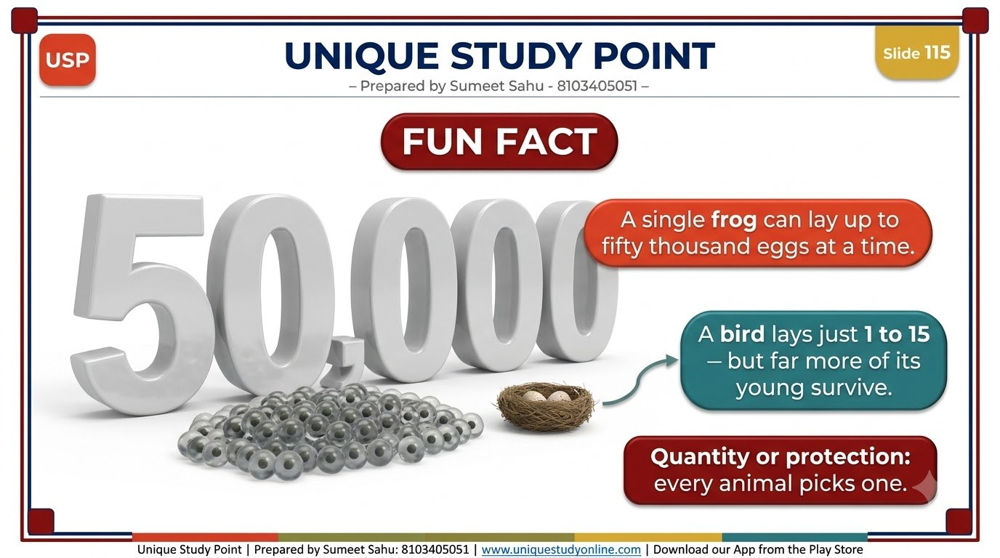 USP
UNIQUE STUDY POINT
Slide 115
– Prepared by Sumeet Sahu - 8103405051 –
FUN FACT
50,000
A single frog can lay up to
fifty thousand eggs at a time.
A bird lays just 1 to 15
– but far more of its
young survive.
Quantity or protection:
every animal picks one.
Unique Study Point | Prepared by Sumeet Sahu: 8103405051 | www.uniquestudyonline.com | Download our App from the Play Store